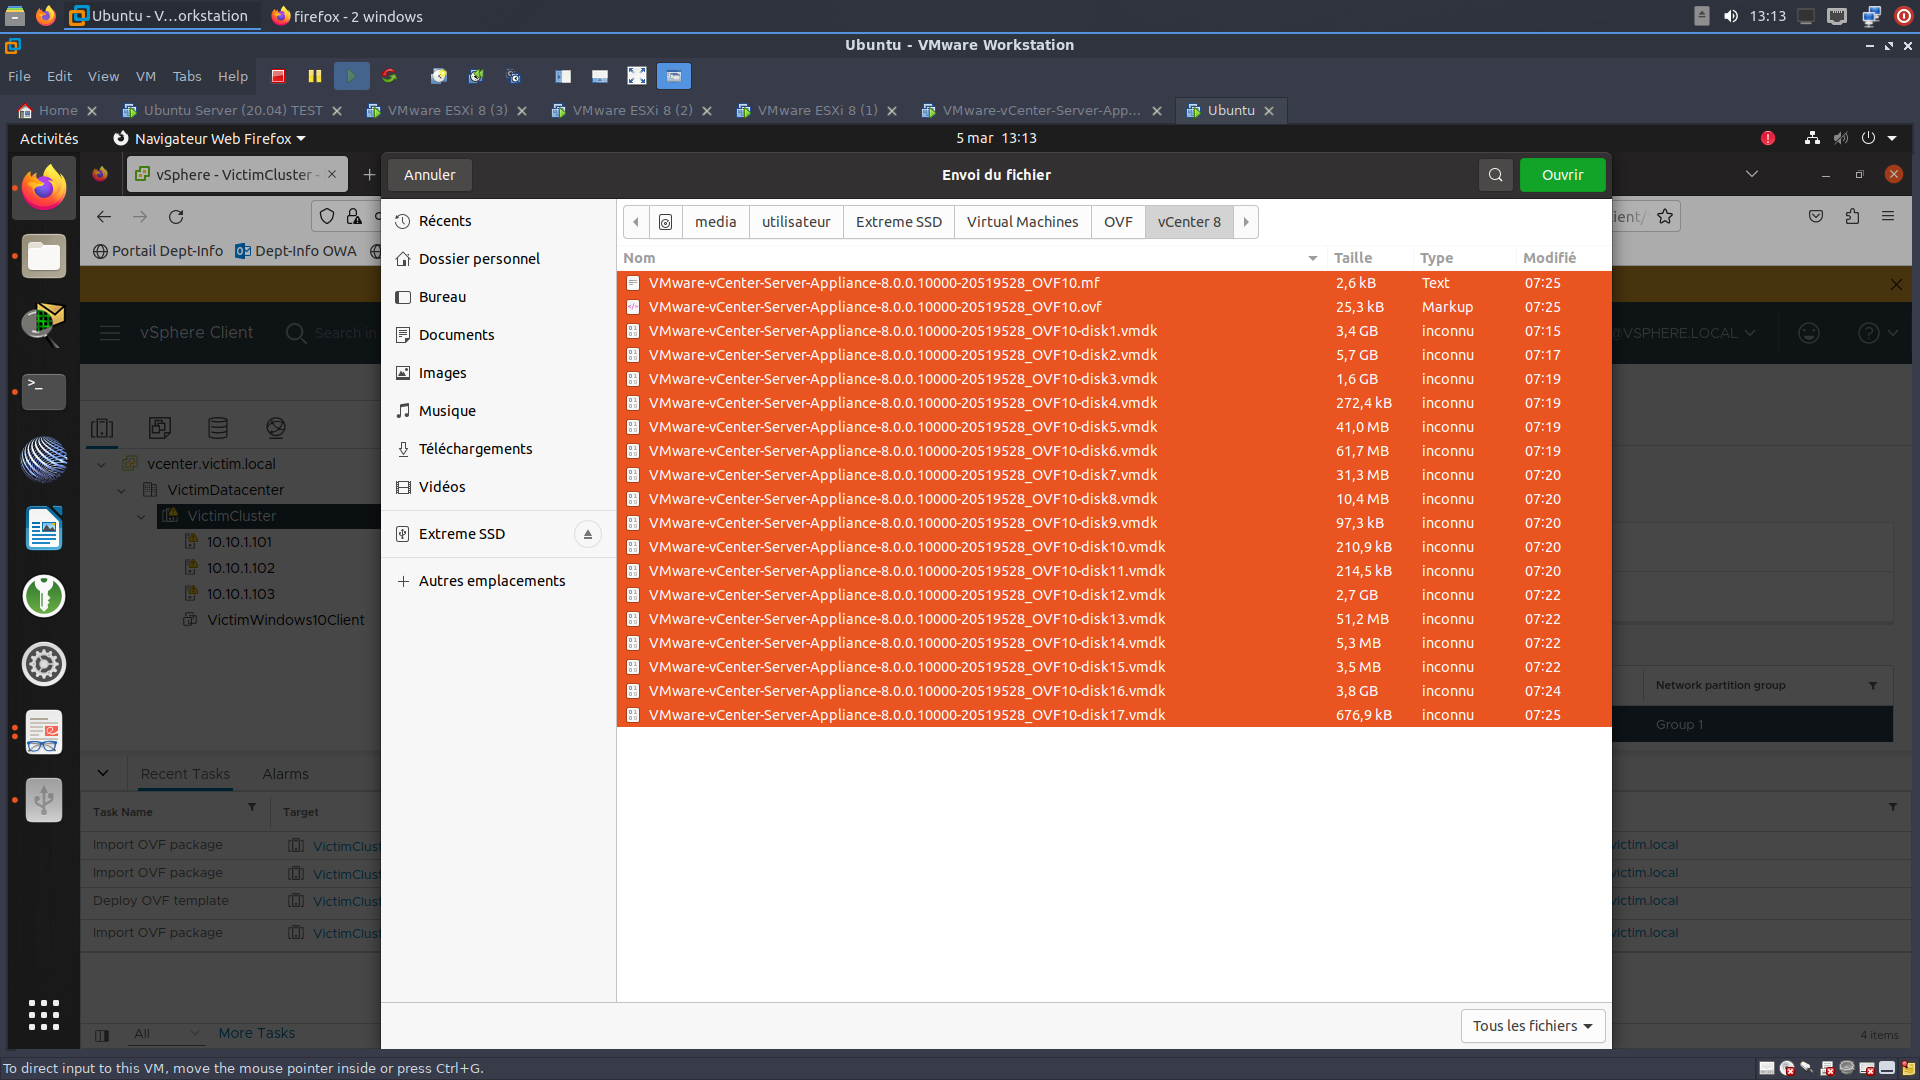 Ubuntu - V...orkstation
firefox - 2 windows
13:13
Ubuntu - VMware Workstation
File Edit View VM Tabs Help
Home
Ubuntu Server (20.04) TEST
VMware ESXi 8 (3)
VMware ESXi 8 (2)
VMware ESXi 8 (1)
VMware-vCenter-Server-App...
Ubuntu
Activités
Navigateur Web Firefox
5 mar 13:13
vSphere - VictimCluster -
Annuler
Envoi du fichier
Ouvrir
Récents
Dossier personnel
Bureau
Documents
Images
Musique
Téléchargements
Vidéos
Extreme SSD
Autres emplacements
media
utilisateur
Extreme SSD
Virtual Machines
OVF
vCenter 8
Nom Taille Type Modifié
VMware-vCenter-Server-Appliance-8.0.0.10000-20519528_OVF10.mf 2,6 kB Text 07:25
VMware-vCenter-Server-Appliance-8.0.0.10000-20519528_OVF10.ovf 25,3 kB Markup 07:25
VMware-vCenter-Server-Appliance-8.0.0.10000-20519528_OVF10-disk1.vmdk 3,4 GB inconnu 07:15
VMware-vCenter-Server-Appliance-8.0.0.10000-20519528_OVF10-disk2.vmdk 5,7 GB inconnu 07:17
VMware-vCenter-Server-Appliance-8.0.0.10000-20519528_OVF10-disk3.vmdk 1,6 GB inconnu 07:19
VMware-vCenter-Server-Appliance-8.0.0.10000-20519528_OVF10-disk4.vmdk 272,4 kB inconnu 07:19
VMware-vCenter-Server-Appliance-8.0.0.10000-20519528_OVF10-disk5.vmdk 41,0 MB inconnu 07:19
VMware-vCenter-Server-Appliance-8.0.0.10000-20519528_OVF10-disk6.vmdk 61,7 MB inconnu 07:19
VMware-vCenter-Server-Appliance-8.0.0.10000-20519528_OVF10-disk7.vmdk 31,3 MB inconnu 07:20
VMware-vCenter-Server-Appliance-8.0.0.10000-20519528_OVF10-disk8.vmdk 10,4 MB inconnu 07:20
VMware-vCenter-Server-Appliance-8.0.0.10000-20519528_OVF10-disk9.vmdk 97,3 kB inconnu 07:20
VMware-vCenter-Server-Appliance-8.0.0.10000-20519528_OVF10-disk10.vmdk 210,9 kB inconnu 07:20
VMware-vCenter-Server-Appliance-8.0.0.10000-20519528_OVF10-disk11.vmdk 214,5 kB inconnu 07:20
VMware-vCenter-Server-Appliance-8.0.0.10000-20519528_OVF10-disk12.vmdk 2,7 GB inconnu 07:22
VMware-vCenter-Server-Appliance-8.0.0.10000-20519528_OVF10-disk13.vmdk 51,2 MB inconnu 07:22
VMware-vCenter-Server-Appliance-8.0.0.10000-20519528_OVF10-disk14.vmdk 5,3 MB inconnu 07:22
VMware-vCenter-Server-Appliance-8.0.0.10000-20519528_OVF10-disk15.vmdk 3,5 MB inconnu 07:22
VMware-vCenter-Server-Appliance-8.0.0.10000-20519528_OVF10-disk16.vmdk 3,8 GB inconnu 07:24
VMware-vCenter-Server-Appliance-8.0.0.10000-20519528_OVF10-disk17.vmdk 676,9 kB inconnu 07:25
Tous les fichiers
Portail Dept-Info
Dept-Info OWA
ient/
vSphere Client
Search in
@VSPHERE.LOCAL
vcenter.victim.local
VictimDatacenter
VictimCluster
10.10.1.101
10.10.1.102
10.10.1.103
VictimWindows10Client
Network partition group
Group 1
Recent Tasks Alarms
Task Name Target
Import OVF package VictimClust victim.local
Import OVF package VictimClust victim.local
Deploy OVF template VictimClust victim.local
Import OVF package VictimClust victim.local
All
More Tasks
4 items
To direct input to this VM, move the mouse pointer inside or press Ctrl+G.